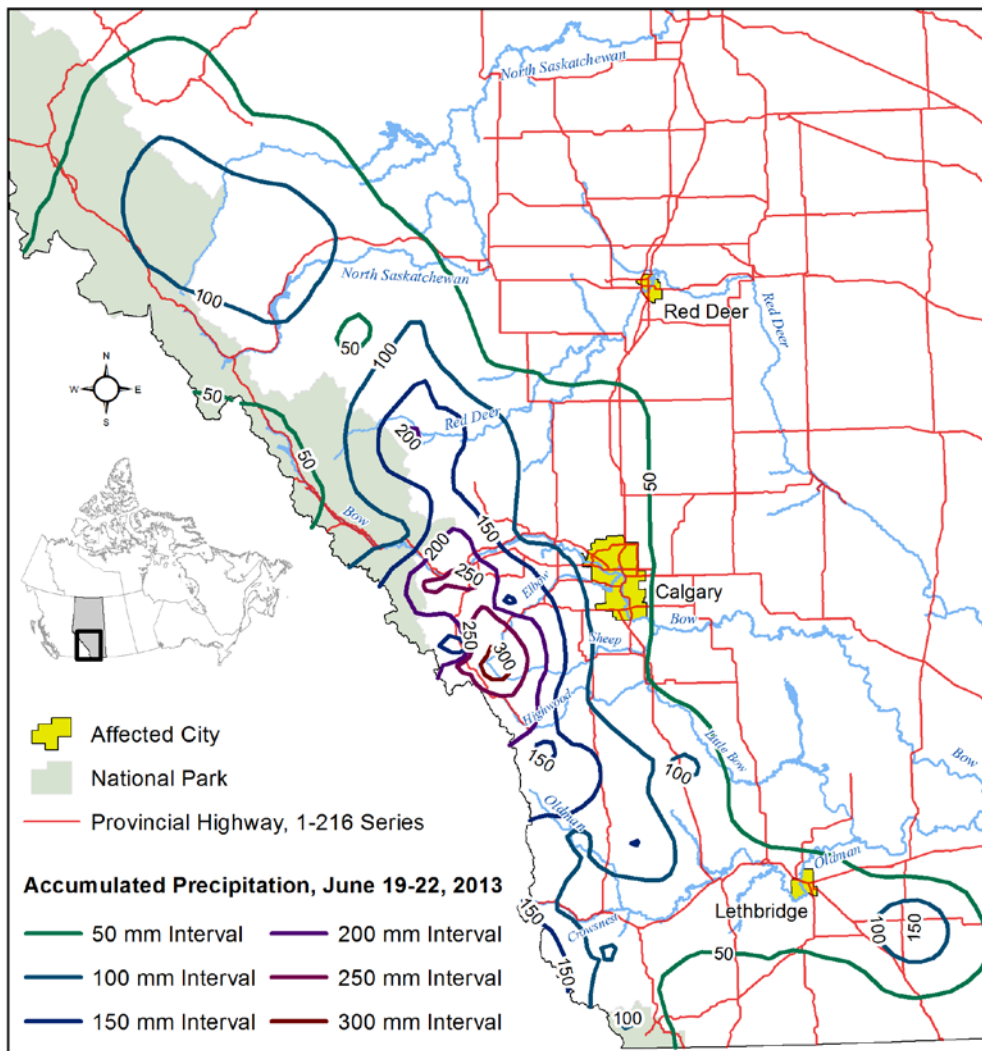 North Saskatchewan
100
North Saskatchewan
Red Deer
Red Deer
50
100
N
W E
S
50
Red Deer
200
50
50
Bow
150
200
250
Elbow
Calgary
Bow
Sheep
250
300
Highwood
Little Bow
150
100
Bow
Oldman
Oldman
Lethbridge
150
Crowsnest
100
150
50
150
100
Affected City
National Park
Provincial Highway, 1-216 Series
Accumulated Precipitation, June 19-22, 2013
50 mm Interval 200 mm Interval
100 mm Interval 250 mm Interval
150 mm Interval 300 mm Interval